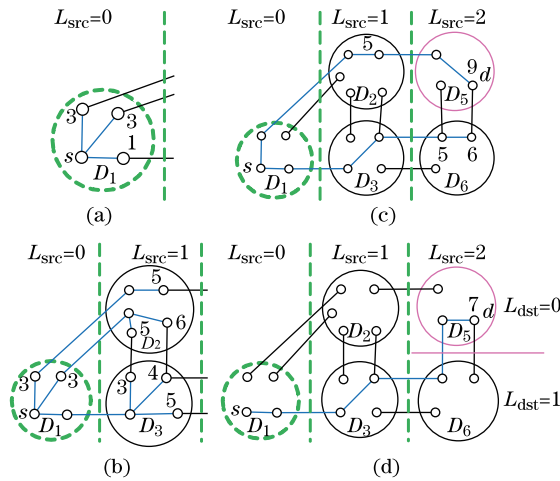 L_src=0
L_src=0 L_src=1 L_src=2
3 3
s 1
D_1
(a)
5
9 d
D_2 D_5
s D_1 D_3 5 6 D_6
(c)
L_src=0 L_src=1
5
5 6
D_2
3 3 3 4
s D_1 D_3 5
(b)
L_src=0 L_src=1 L_src=2
7 d L_dst=0
D_2 D_5
s D_1 D_3 D_6 L_dst=1
(d)